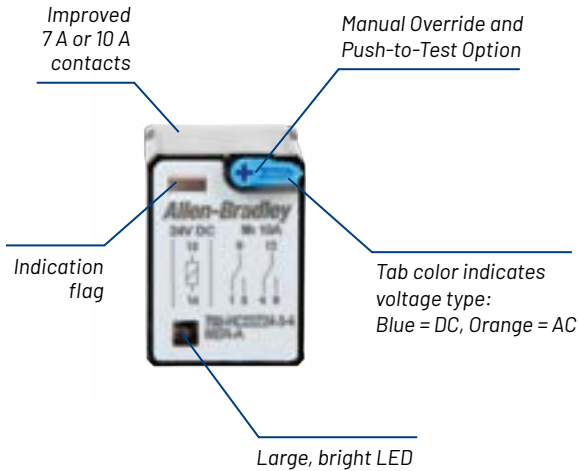 Improved
7 A or 10 A
contacts
Manual Override and
Push-to-Test Option
Allen-Bradley
24V DC 10A
Indication
flag
Tab color indicates
voltage type:
Blue = DC, Orange = AC
Large, bright LED